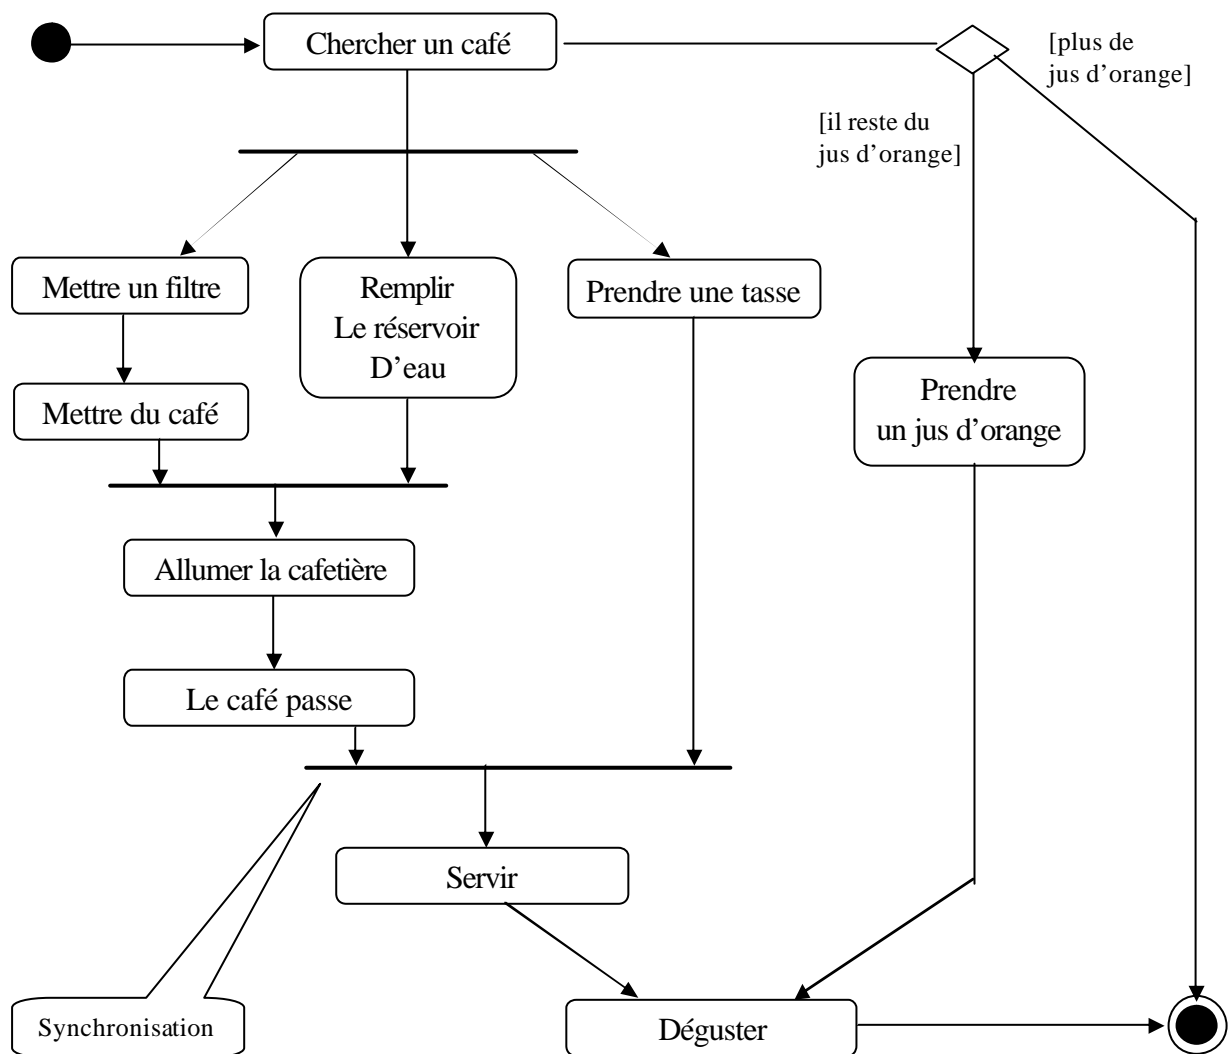 Chercher un café
[plus de
jus d’orange]
[il reste du
jus d’orange]
Mettre un filtre
Remplir
Le réservoir
D’eau
Prendre une tasse
Mettre du café
Prendre
un jus d’orange
Allumer la cafetière
Le café passe
Servir
Synchronisation
Déguster